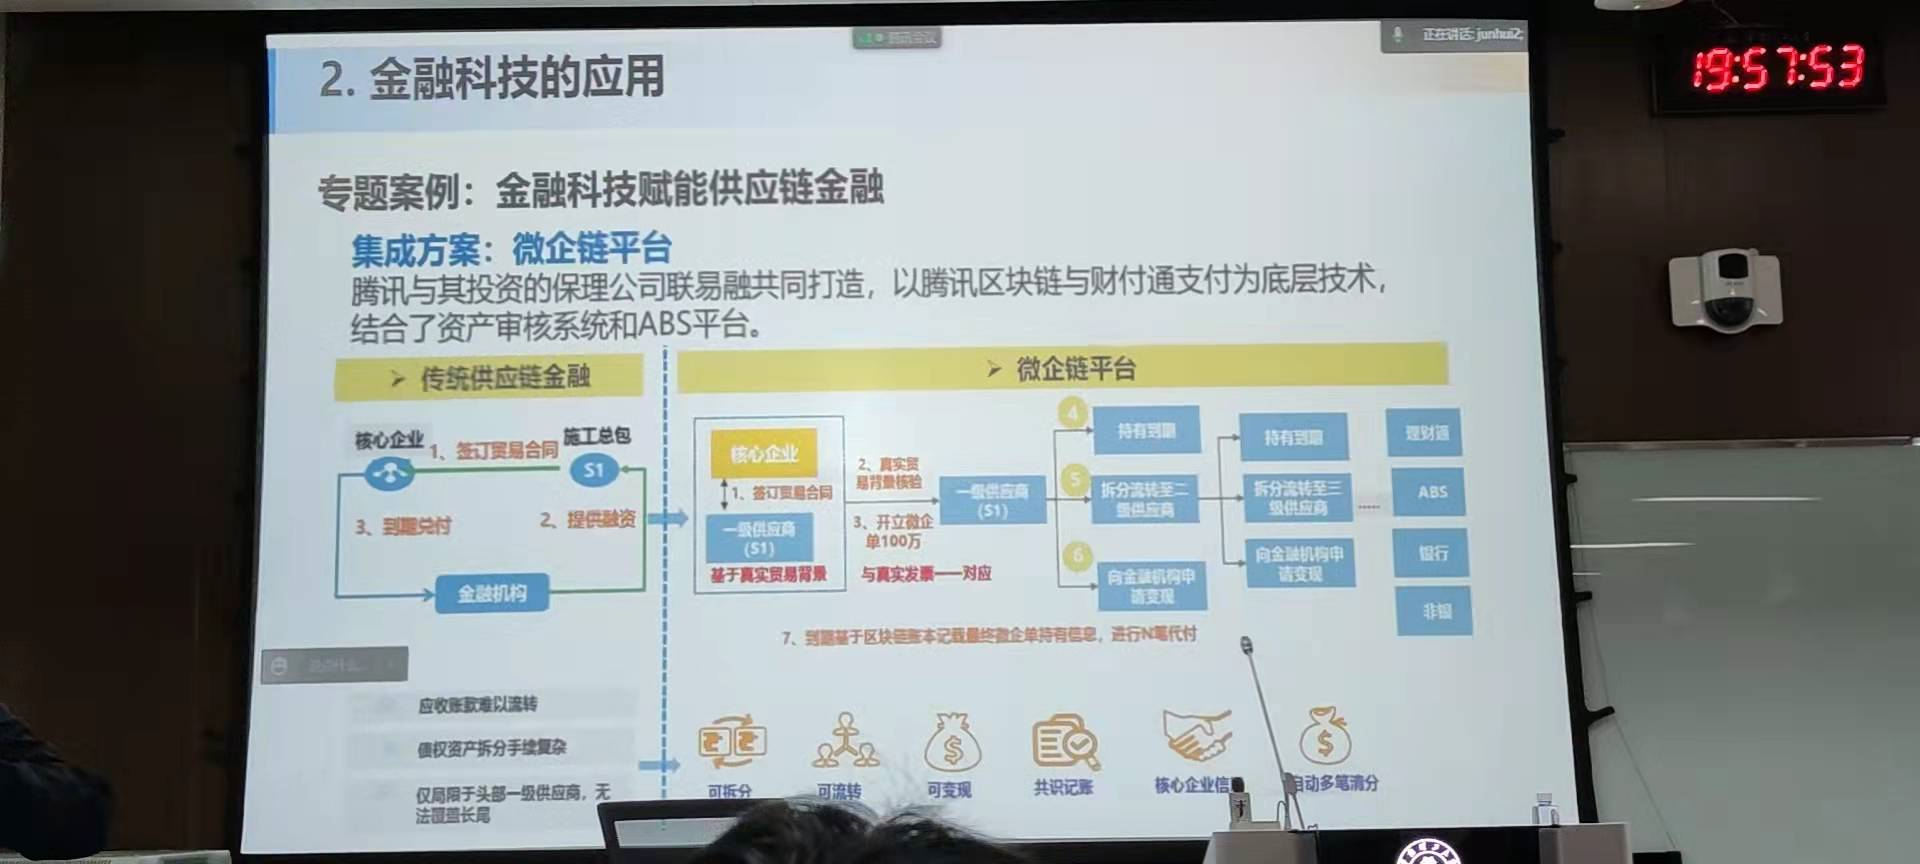 腾讯会议
正在讲话: junhui2;
19:57:53
2. 金融科技的应用
专题案例：金融科技赋能供应链金融
集成方案：微企链平台
腾讯与其投资的保理公司联易融共同打造，以腾讯区块链与财付通支付为底层技术，
结合了资产审核系统和ABS平台。
传统供应链金融
核心企业
1、签订贸易合同
施工总包
S1
3、到期兑付
2、提供融资
金融机构
微企链平台
核心企业
1、签订贸易合同
一级供应商
(S1)
基于真实贸易背景
2、真实贸
易背景核验
3、开立微企
单100万
与真实发票一一对应
一级供应商
(S1)
4
持有到期
5
拆分流转至二
级供应商
6
向金融机构申
请变现
持有到期
拆分流转至三
级供应商
......
向金融机构申
请变现
理财通
ABS
银行
非银
7、到期基于区块链账本记载最终微企单持有信息，进行N笔代付
说点什么...
应收账款难以流转
债权资产拆分手续复杂
仅局限于头部一级供应商，无
法覆盖长尾
可拆分
可流转
可变现
共识记账
核心企业信
自动多笔清分